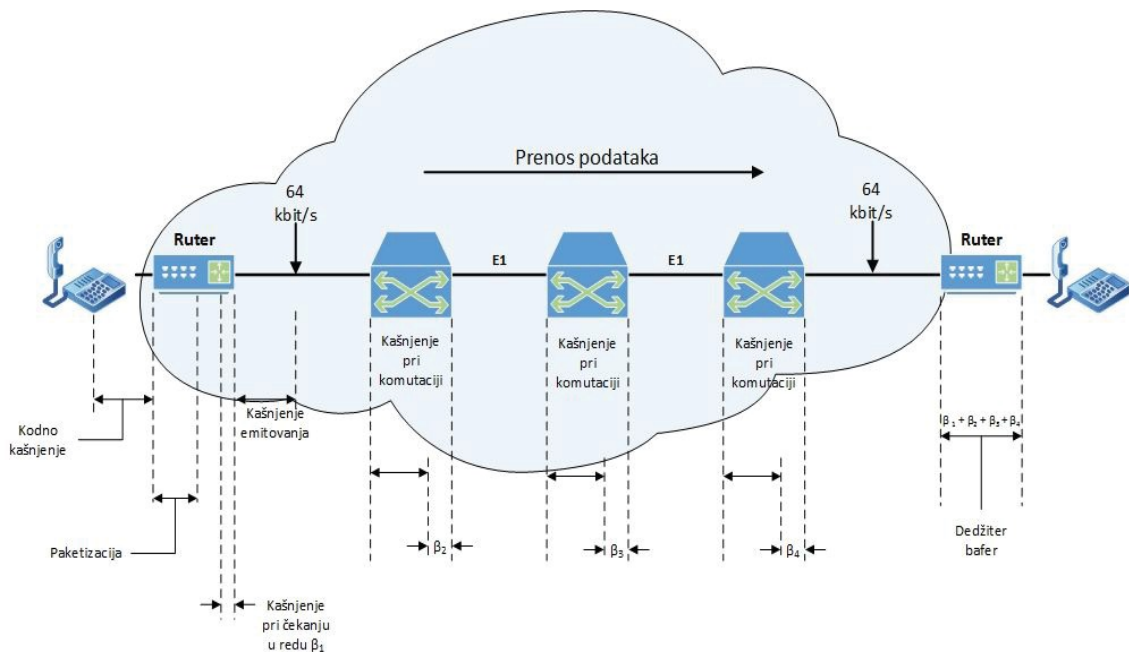 Prenos podataka
64
kbit/s
64
kbit/s
Ruter
Ruter
E1
E1
Kašnjenje
pri
komutaciji
Kašnjenje
pri
komutaciji
Kašnjenje
pri
komutaciji
Kodno
kašnjenje
Kašnjenje
emitovanja
β₁ + β₂ + β₃ + β₄
Paketizacija
β₂
β₃
β₄
Dedžiter
bafer
Kašnjenje
pri čekanju
u redu β₁